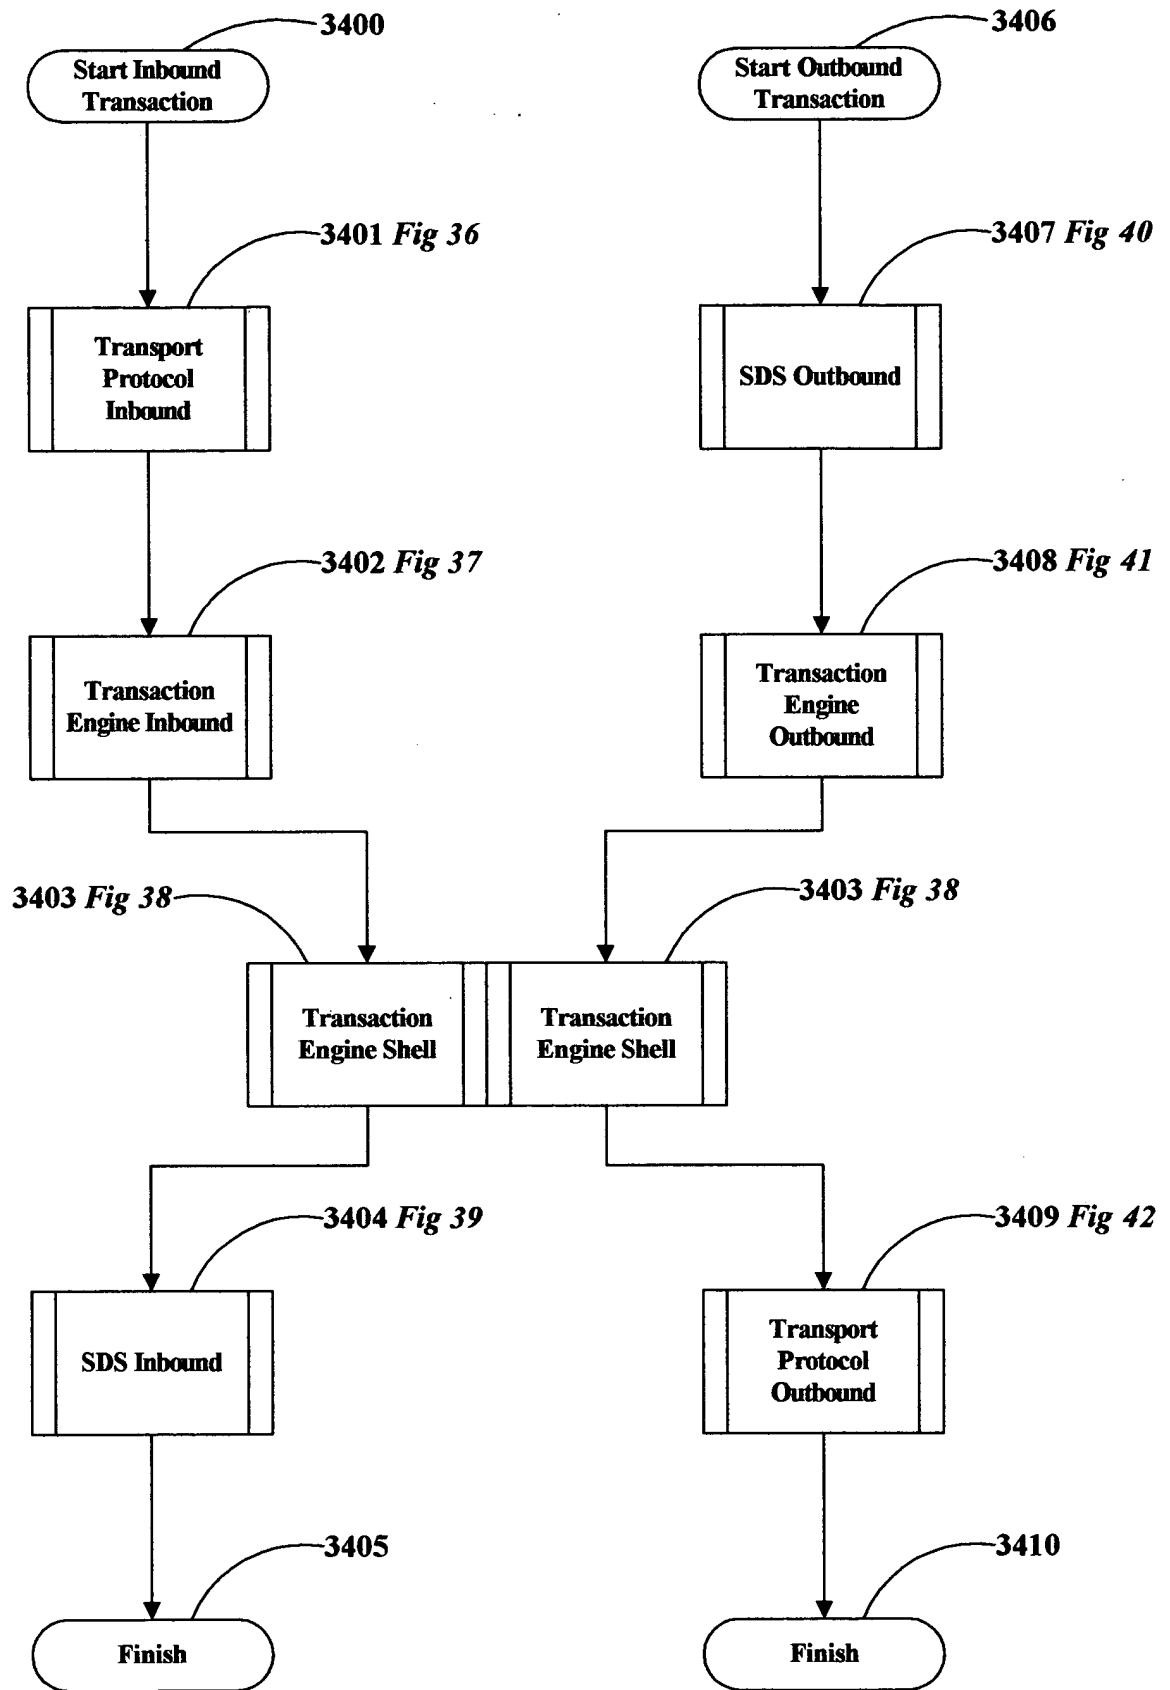 3400
Start Inbound
Transaction
3401 Fig 36
Transport
Protocol
Inbound
3402 Fig 37
Transaction
Engine Inbound
3403 Fig 38
Transaction
Engine Shell
3404 Fig 39
SDS Inbound
3405
Finish
3406
Start Outbound
Transaction
3407 Fig 40
SDS Outbound
3408 Fig 41
Transaction
Engine
Outbound
3403 Fig 38
Transaction
Engine Shell
3409 Fig 42
Transport
Protocol
Outbound
3410
Finish